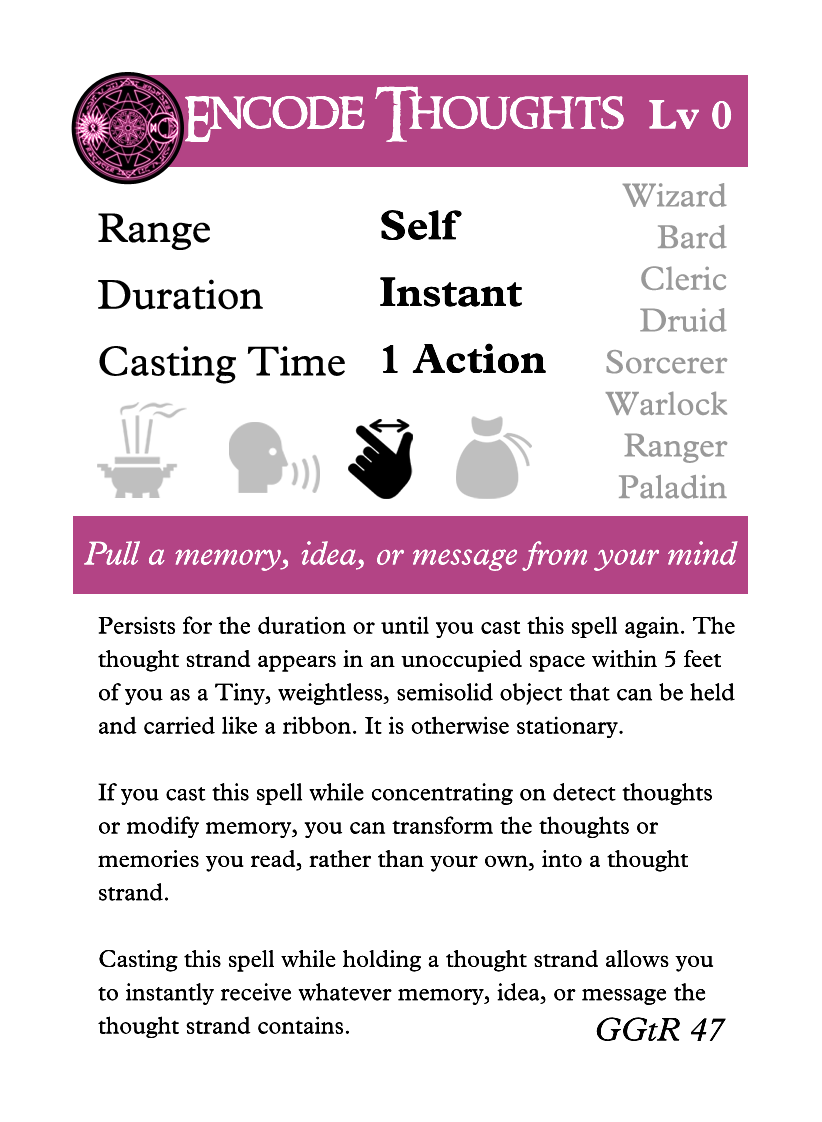 Encode Thoughts Lv 0
Range Self
Duration Instant
Casting Time 1 Action
Wizard
Bard
Cleric
Druid
Sorcerer
Warlock
Ranger
Paladin
Pull a memory, idea, or message from your mind
Persists for the duration or until you cast this spell again. The
thought strand appears in an unoccupied space within 5 feet
of you as a Tiny, weightless, semisolid object that can be held
and carried like a ribbon. It is otherwise stationary.
If you cast this spell while concentrating on detect thoughts
or modify memory, you can transform the thoughts or
memories you read, rather than your own, into a thought
strand.
Casting this spell while holding a thought strand allows you
to instantly receive whatever memory, idea, or message the
thought strand contains.
GGtR 47